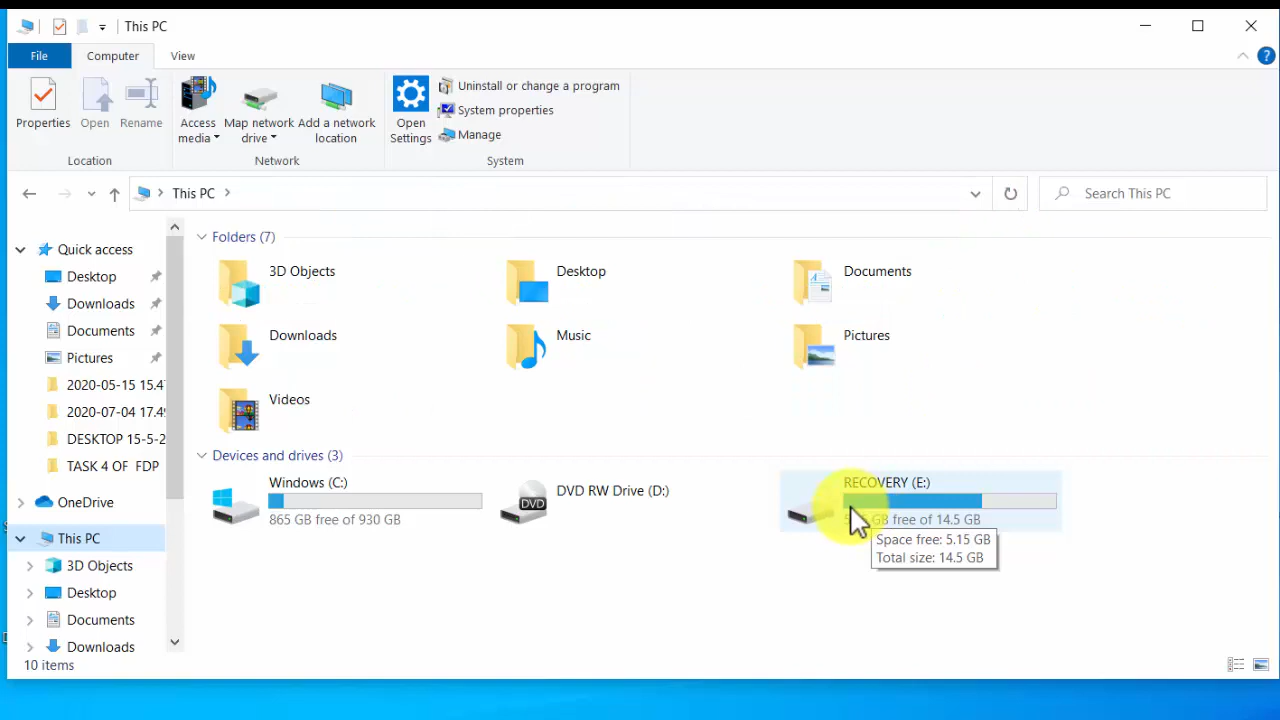 This PC
File
Computer
View
Properties
Open
Rename
Location
Access media
Map network drive
Add a network location
Network
Open Settings
Uninstall or change a program
System properties
Manage
System
This PC
Search This PC
Quick access
Desktop
Downloads
Documents
Pictures
2020-05-15 15.47
2020-07-04 17.49
DESKTOP 15-5-2
TASK 4 OF FDP
OneDrive
This PC
3D Objects
Desktop
Documents
Downloads
Folders (7)
3D Objects
Desktop
Documents
Downloads
Music
Pictures
Videos
Devices and drives (3)
Windows (C:)
865 GB free of 930 GB
DVD
DVD RW Drive (D:)
RECOVERY (E:)
GB free of 14.5 GB
Space free: 5.15 GB
Total size: 14.5 GB
10 items